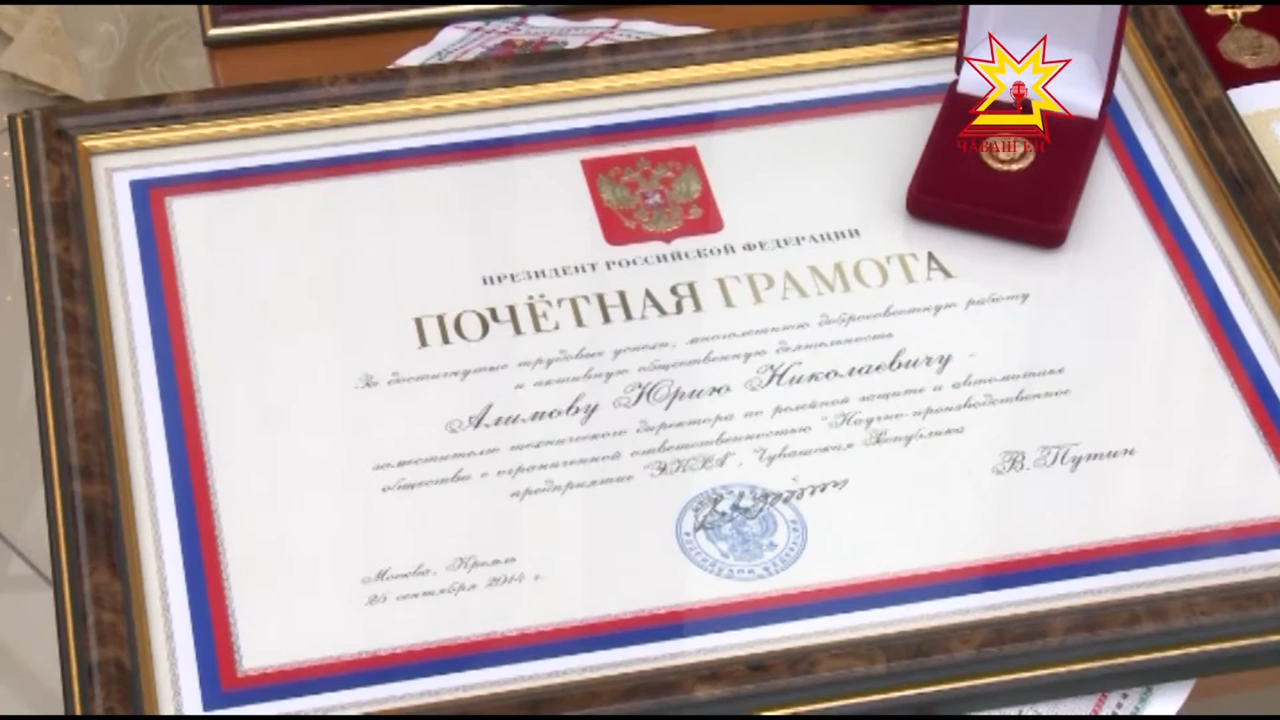 ЧĂВАШ ЕН
ПРЕЗИДЕНТ РОССИЙСКОЙ ФЕДЕРАЦИИ
ПОЧЁТНАЯ ГРАМОТА
За достигнутые трудовые успехи, многолетнюю добросовестную работу
и активную общественную деятельность
Алимову Юрию Николаевичу -
заместителю технического директора по релейной защите и автоматике
общества с ограниченной ответственностью "Научно-производственное
предприятие "ЭКРА", Чувашская Республика
В.Путин
Москва, Кремль
25 сентября 2014 г.